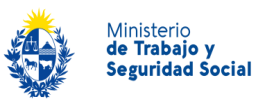 Ministerio
de Trabajo y
Seguridad Social